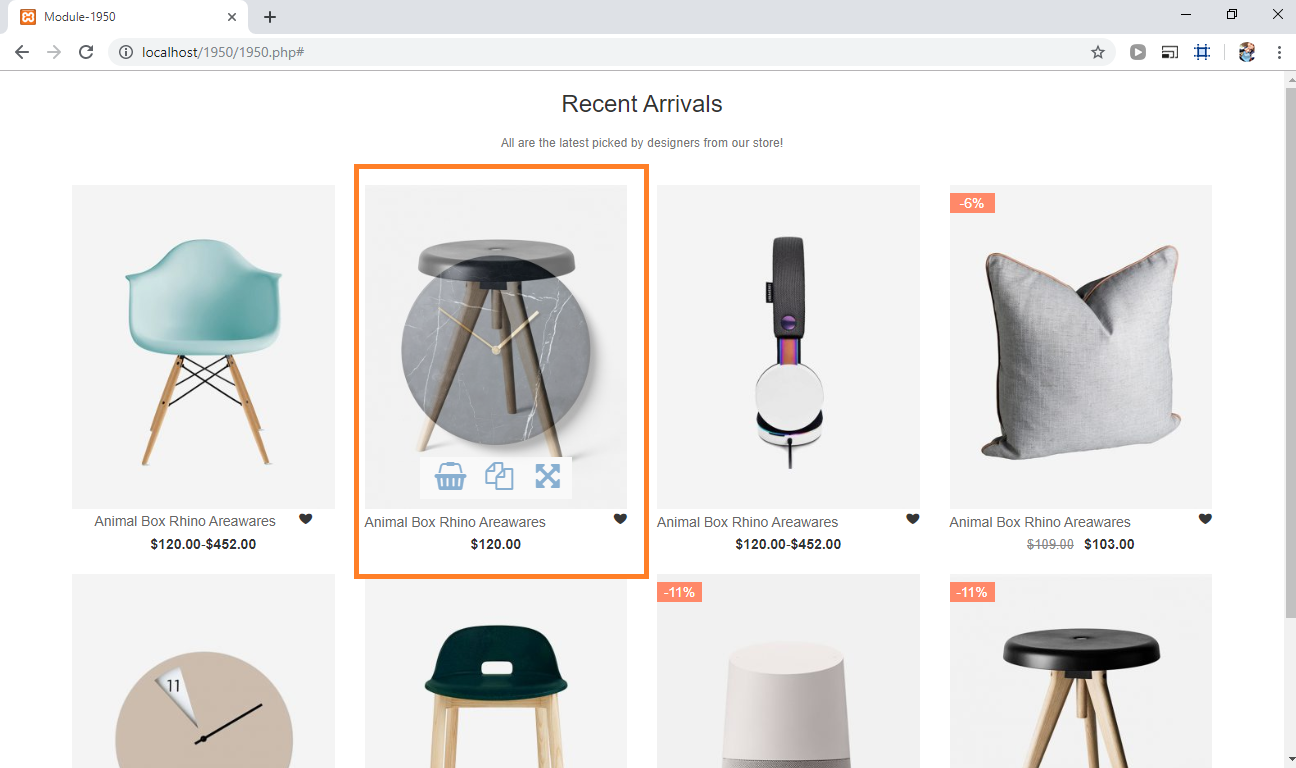 Module-1950
localhost/1950/1950.php#
Recent Arrivals
All are the latest picked by designers from our store!
-6%
Animal Box Rhino Areawares
$120.00-$452.00
Animal Box Rhino Areawares
$120.00
Animal Box Rhino Areawares
$120.00-$452.00
Animal Box Rhino Areawares
$109.00 $103.00
11
-11%
-11%